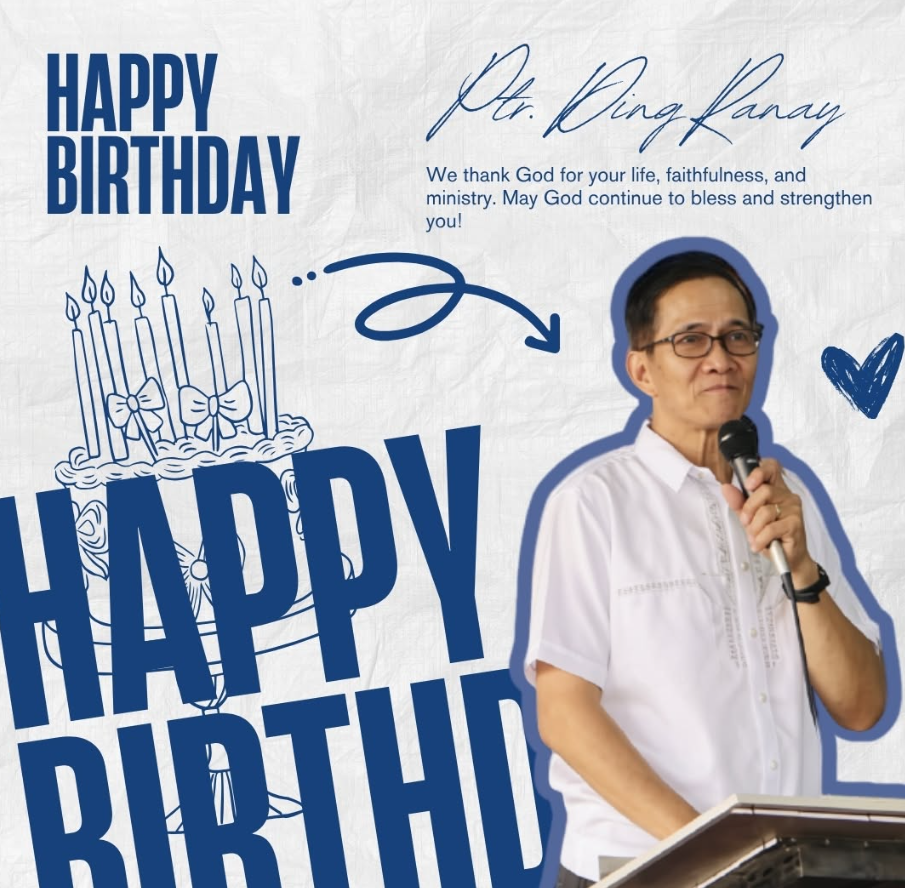 HAPPY
BIRTHDAY
Ptr. Ding Ranay
We thank God for your life, faithfulness, and
ministry. May God continue to bless and strengthen
you!
HAPPY
BIRTHD